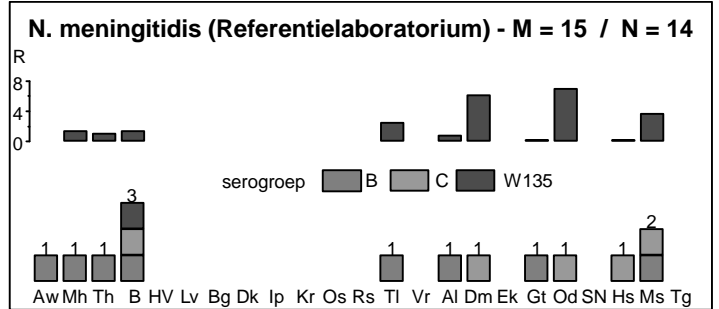 N. meningitidis (Referentielaboratorium) - M = 15 / N = 14
R
8
4
0
serogroep B C W135
3
2
1 1 1 1 1 1 1 1 1
Aw Mh Th B HV Lv Bg Dk Ip Kr Os Rs Tl Vr Al Dm Ek Gt Od SN Hs Ms Tg